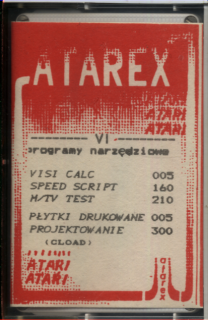 ATAREX
ATARI
ATARI
VI
programy narzędziowe
VISI CALC 005
SPEED SCRIPT 160
M/TV TEST 210
PŁYTKI DRUKOWANE 005
PROJEKTOWANIE 300
(CLOAD)
ATARI
ATARI
atarex